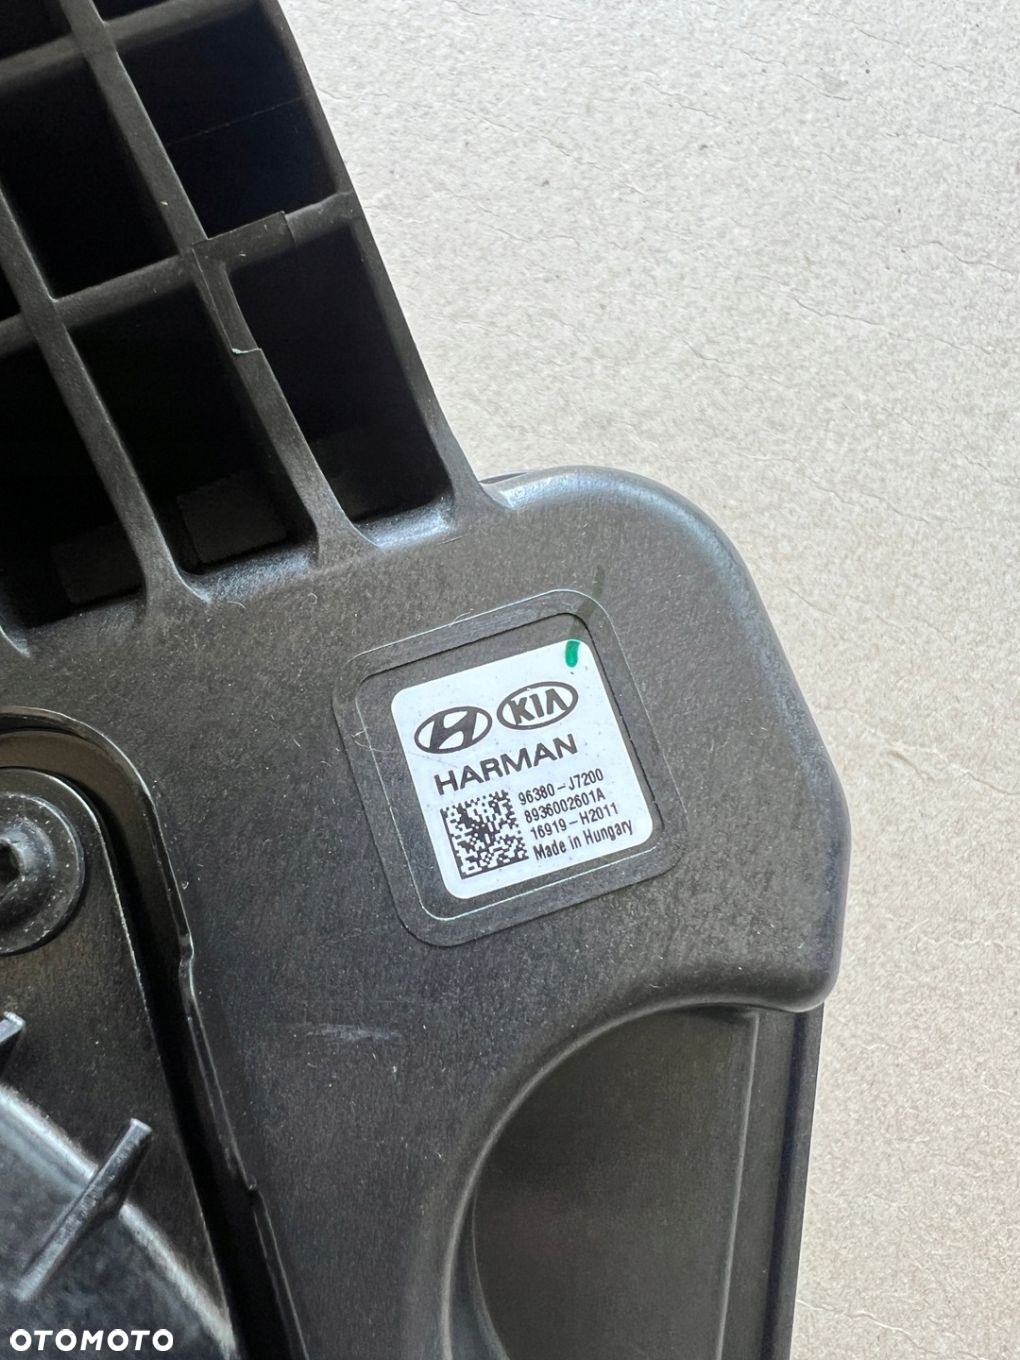 KIA
HARMAN
96380-J7200
8936002601A
16919-H2011
Made in Hungary
OTOMOTO